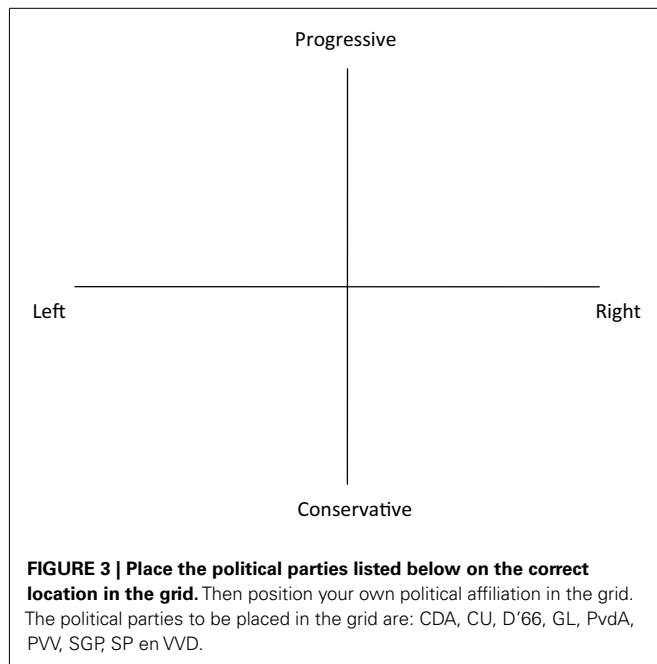 Progressive
Left
Right
Conservative
FIGURE 3 | Place the political parties listed below on the correct
location in the grid. Then position your own political affiliation in the grid.
The political parties to be placed in the grid are: CDA, CU, D'66, GL, PvdA,
PVV, SGP, SP en VVD.